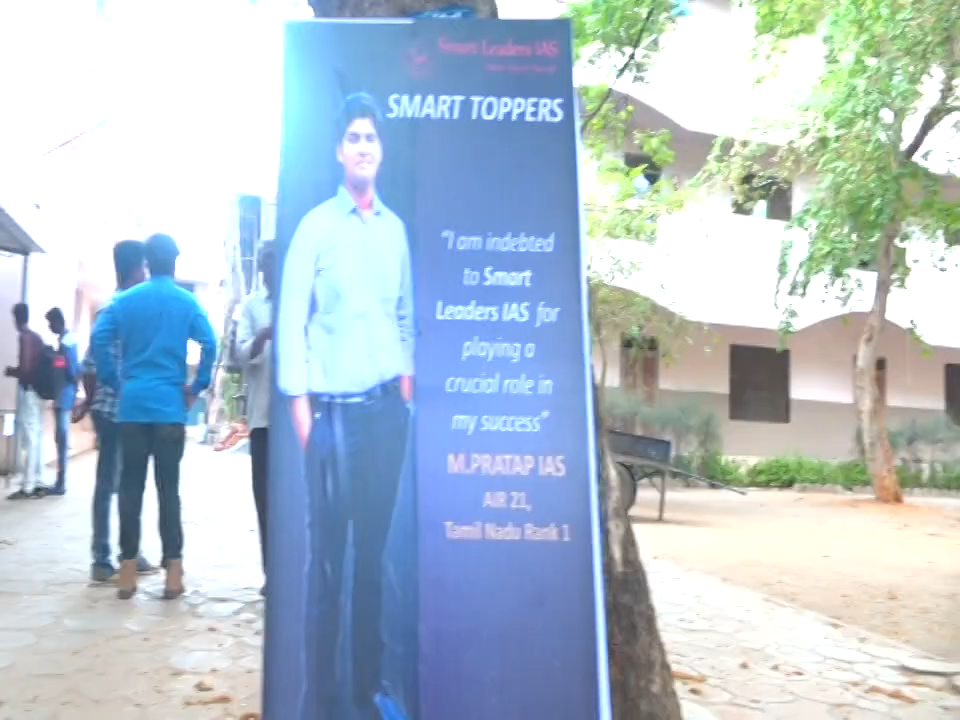 Smart Leaders IAS
SMART TOPPERS
"I am indebted
to Smart
Leaders IAS for
playing a
crucial role in
my success"
M.PRATAP IAS
AIR 21,
Tamil Nadu Rank 1